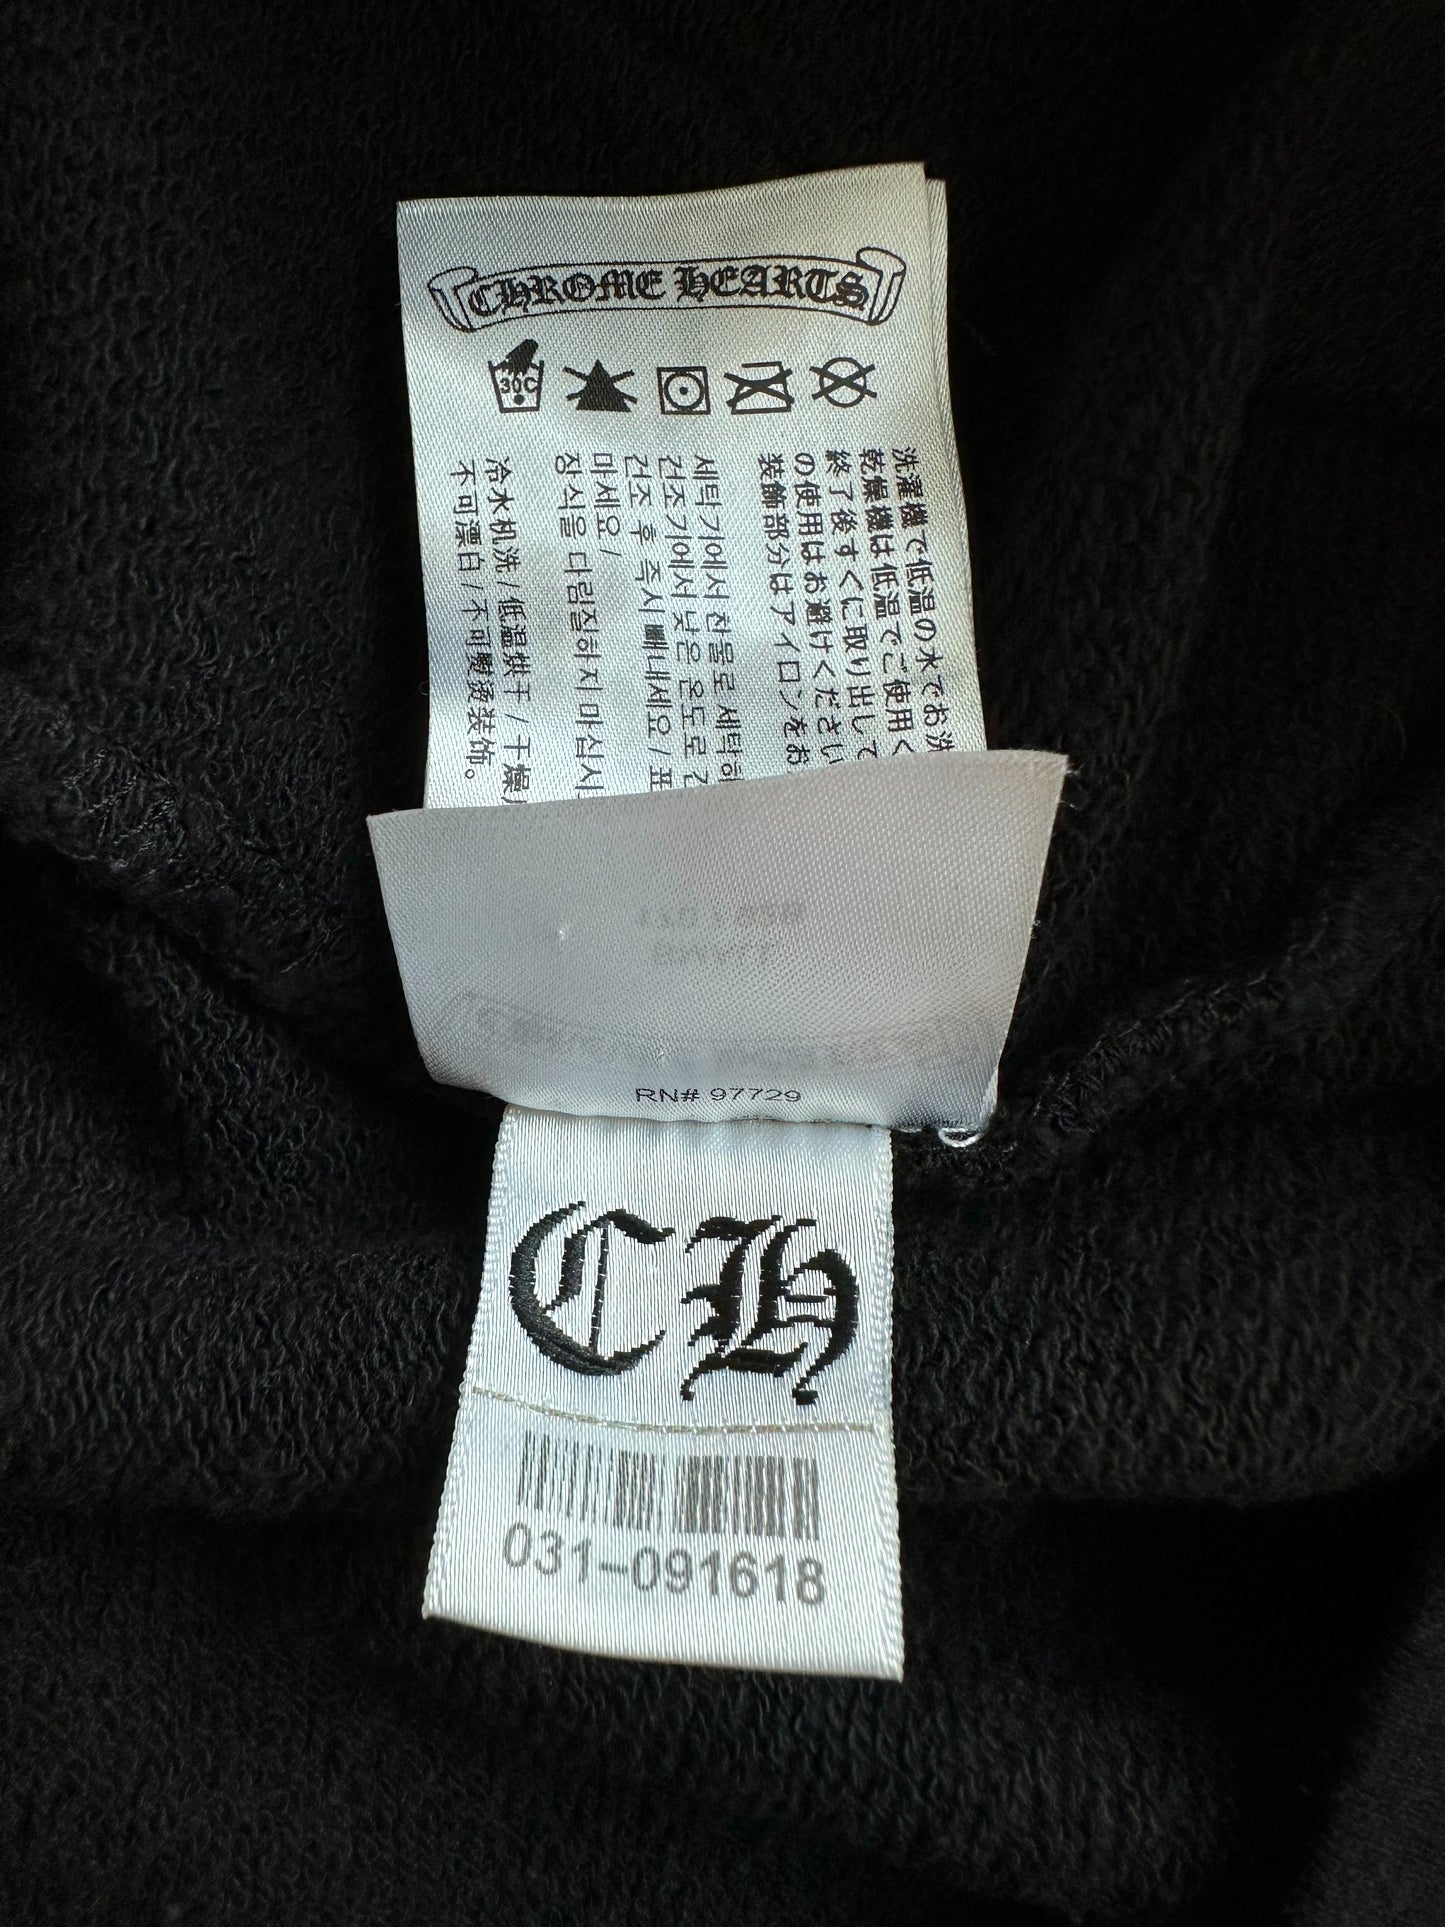 CHROME HEARTS
30C
洗濯機で低温の水でお洗
乾燥機は低温でご使用く
終了後すぐに取り出して
の使用はお避けください
装飾部分はアイロンをお
세탁기에서 찬물로 세탁하
건조기에서 낮은 온도로 건
건조 후 즉시 빼내세요 / 표
마세요 /
장식을 다림질하지 마십시
冷水机洗 / 低温烘干 / 干燥
不可漂白 / 不可熨烫装饰。
RN# 97729
CH
031-091618